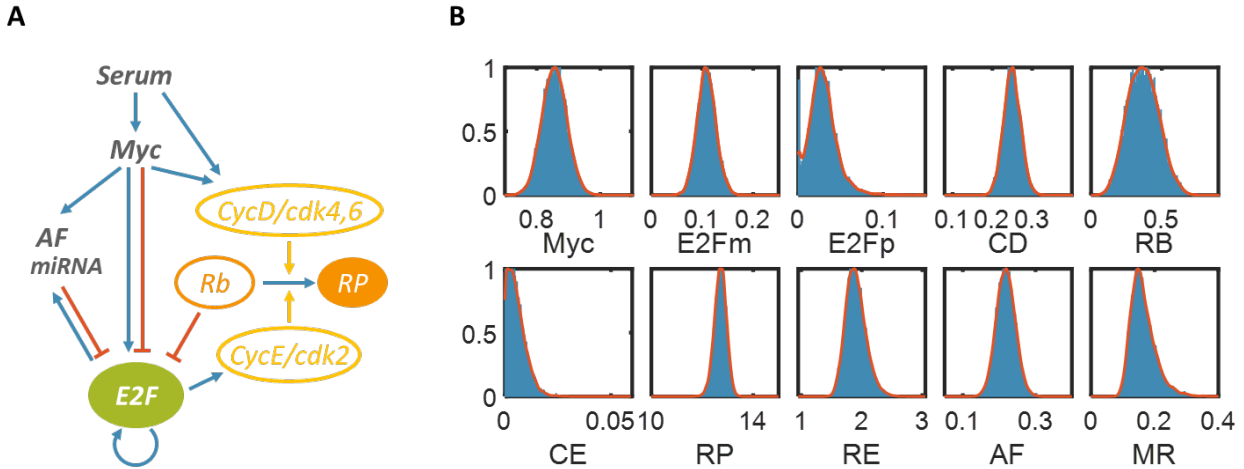 A
Serum
Myc
CycD/cdk4,6
AF
miRNA
Rb
RP
CycE/cdk2
E2F
B
1
0.5
0
0.8 1
0 0.1 0.2
0 0.1
0.1 0.2 0.3
0 0.5
Myc E2Fm E2Fp CD RB
1
0.5
0
0 0.05
10 14
1 2 3
0.1 0.3
0 0.2 0.4
CE RP RE AF MR